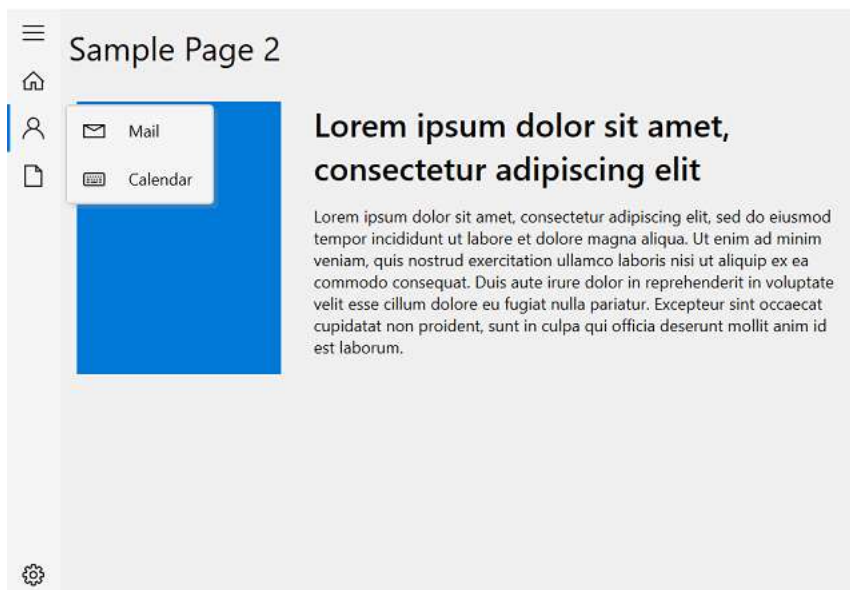 Sample Page 2
Mail
Calendar
Lorem ipsum dolor sit amet,
consectetur adipiscing elit
Lorem ipsum dolor sit amet, consectetur adipiscing elit, sed do eiusmod
tempor incididunt ut labore et dolore magna aliqua. Ut enim ad minim
veniam, quis nostrud exercitation ullamco laboris nisi ut aliquip ex ea
commodo consequat. Duis aute irure dolor in reprehenderit in voluptate
velit esse cillum dolore eu fugiat nulla pariatur. Excepteur sint occaecat
cupidatat non proident, sunt in culpa qui officia deserunt mollit anim id
est laborum.